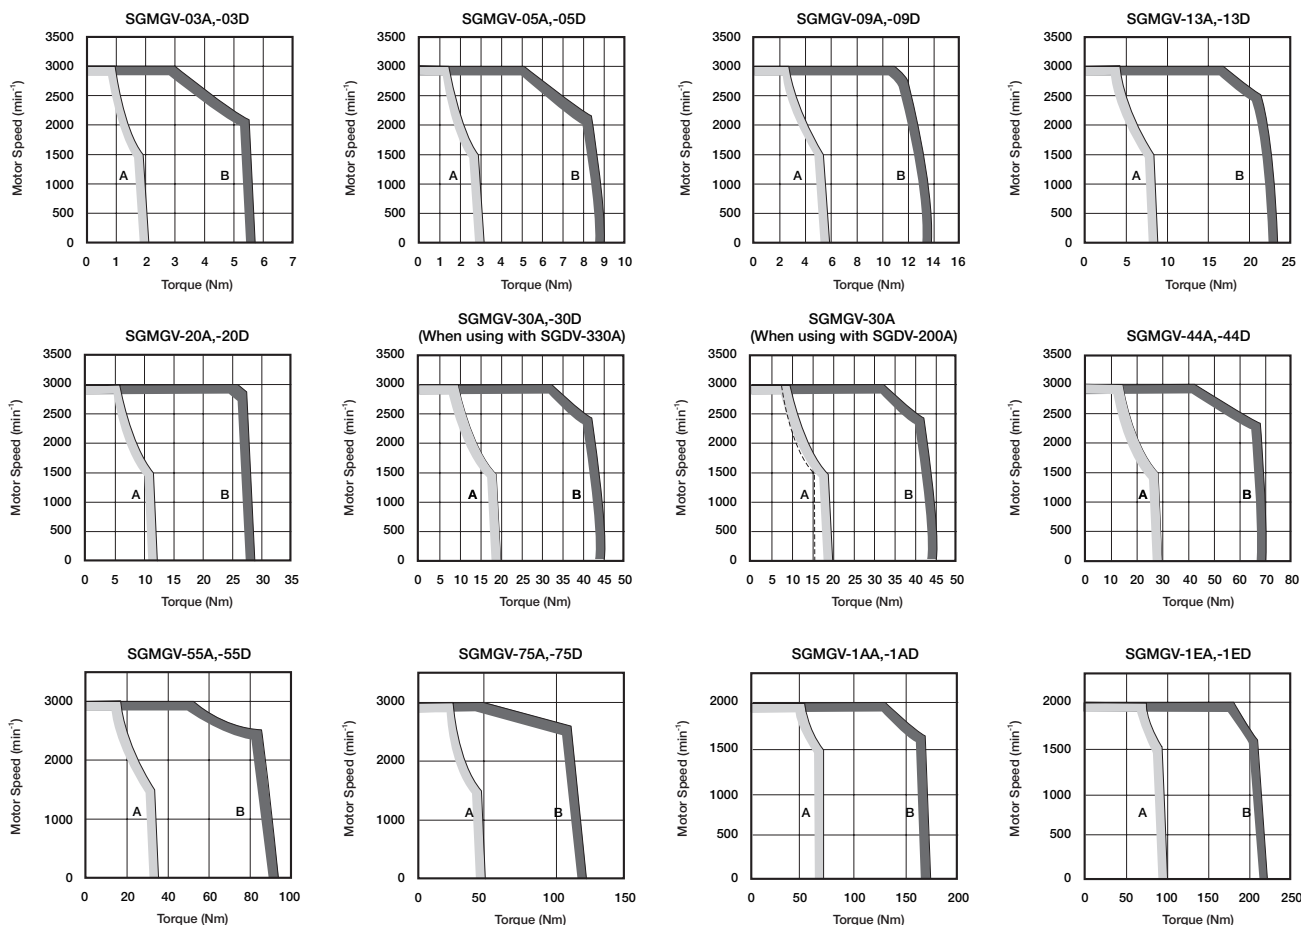 SGMGV-03A,-03D
Motor Speed (min⁻¹)
3500
3000
2500
2000
1500
1000
500
0
A
B
0 1 2 3 4 5 6 7
Torque (Nm)
SGMGV-05A,-05D
Motor Speed (min⁻¹)
3500
3000
2500
2000
1500
1000
500
0
A
B
0 1 2 3 4 5 6 7 8 9 10
Torque (Nm)
SGMGV-09A,-09D
Motor Speed (min⁻¹)
3500
3000
2500
2000
1500
1000
500
0
A
B
0 2 4 6 8 10 12 14 16
Torque (Nm)
SGMGV-13A,-13D
Motor Speed (min⁻¹)
3500
3000
2500
2000
1500
1000
500
0
A
B
0 5 10 15 20 25
Torque (Nm)
SGMGV-20A,-20D
Motor Speed (min⁻¹)
3500
3000
2500
2000
1500
1000
500
0
A
B
0 5 10 15 20 25 30 35
Torque (Nm)
SGMGV-30A,-30D
(When using with SGDV-330A)
Motor Speed (min⁻¹)
3500
3000
2500
2000
1500
1000
500
0
A
B
0 5 10 15 20 25 30 35 40 45 50
Torque (Nm)
SGMGV-30A
(When using with SGDV-200A)
Motor Speed (min⁻¹)
3500
3000
2500
2000
1500
1000
500
0
A
B
0 5 10 15 20 25 30 35 40 45 50
Torque (Nm)
SGMGV-44A,-44D
Motor Speed (min⁻¹)
3500
3000
2500
2000
1500
1000
500
0
A
B
0 10 20 30 40 50 60 70 80
Torque (Nm)
SGMGV-55A,-55D
Motor Speed (min⁻¹)
3000
2000
1000
0
A
B
0 20 40 60 80 100
Torque (Nm)
SGMGV-75A,-75D
Motor Speed (min⁻¹)
3000
2000
1000
0
A
B
0 50 100 150
Torque (Nm)
SGMGV-1AA,-1AD
Motor Speed (min⁻¹)
2000
1500
2000
500
0
A
B
0 50 100 150 200
Torque (Nm)
SGMGV-1EA,-1ED
Motor Speed (min⁻¹)
2000
1500
2000
500
0
A
B
0 50 100 150 200 250
Torque (Nm)